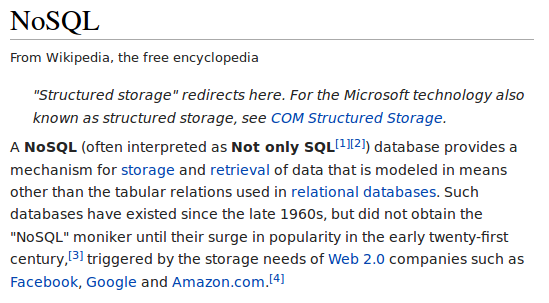 NoSQL
From Wikipedia, the free encyclopedia
"Structured storage" redirects here. For the Microsoft technology also
known as structured storage, see COM Structured Storage.
A NoSQL (often interpreted as Not only SQL[1][2]) database provides a
mechanism for storage and retrieval of data that is modeled in means
other than the tabular relations used in relational databases. Such
databases have existed since the late 1960s, but did not obtain the
"NoSQL" moniker until their surge in popularity in the early twenty-first
century,[3] triggered by the storage needs of Web 2.0 companies such as
Facebook, Google and Amazon.com.[4]